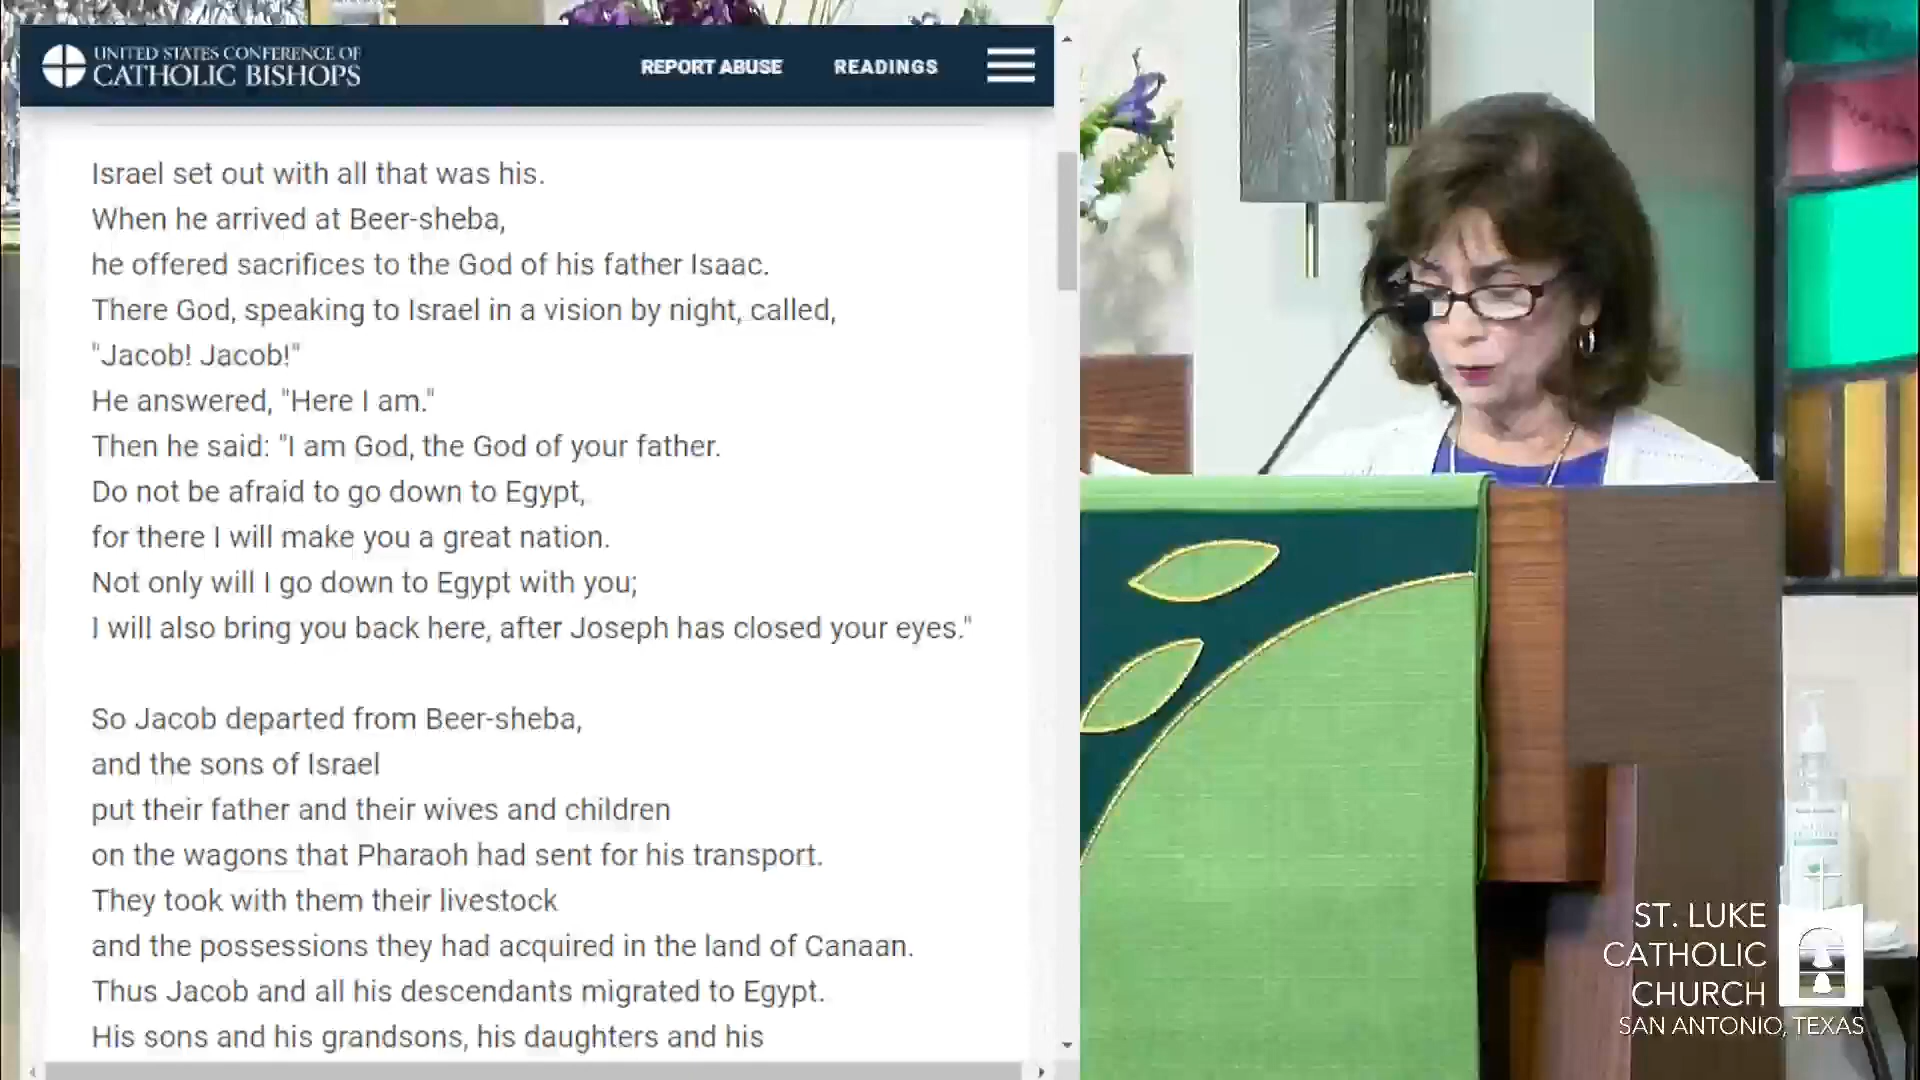 UNITED STATES CONFERENCE OF
CATHOLIC BISHOPS
REPORT ABUSE
READINGS
Israel set out with all that was his.
When he arrived at Beer-sheba,
he offered sacrifices to the God of his father Isaac.
There God, speaking to Israel in a vision by night, called,
"Jacob! Jacob!"
He answered, "Here I am."
Then he said: "I am God, the God of your father.
Do not be afraid to go down to Egypt,
for there I will make you a great nation.
Not only will I go down to Egypt with you;
I will also bring you back here, after Joseph has closed your eyes."
So Jacob departed from Beer-sheba,
and the sons of Israel
put their father and their wives and children
on the wagons that Pharaoh had sent for his transport.
They took with them their livestock
and the possessions they had acquired in the land of Canaan.
Thus Jacob and all his descendants migrated to Egypt.
His sons and his grandsons, his daughters and his
ST. LUKE
CATHOLIC
CHURCH
SAN ANTONIO, TEXAS